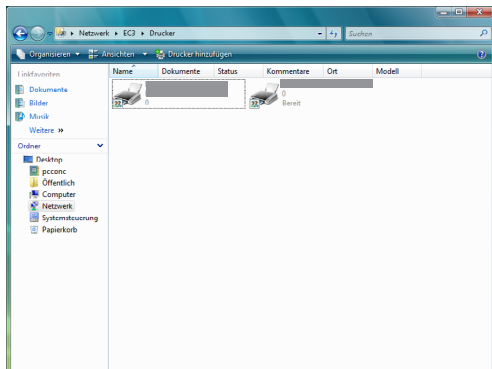 Netzwerk ▸ EC3 ▸ Drucker
Suchen
Organisieren Ansichten Drucker hinzufügen
Linkfavoriten
Dokumente
Bilder
Musik
Weitere »
Ordner
Desktop
pcconc
Öffentlich
Computer
Netzwerk
Systemsteuerung
Papierkorb
Name Dokumente Status Kommentare Ort Modell
0
0
Bereit